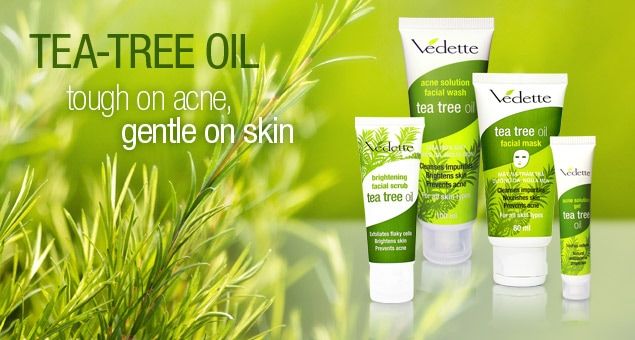 TEA-TREE OIL
tough on acne,
gentle on skin
Vedette
brightening
facial scrub
tea tree oil
Exfoliates flaky cells
Brightens skin
Prevents acne
Vedette
acne solution
facial wash
tea tree oil
Cleanses impurities
Brightens skin
Prevents acne
For all skin types
100 ml
Vedette
tea tree oil
facial mask
Cleanses impurities
Nourishes skin
Prevents acne
For all skin types
60 ml
Vedette
acne solution
gel
tea tree
oil